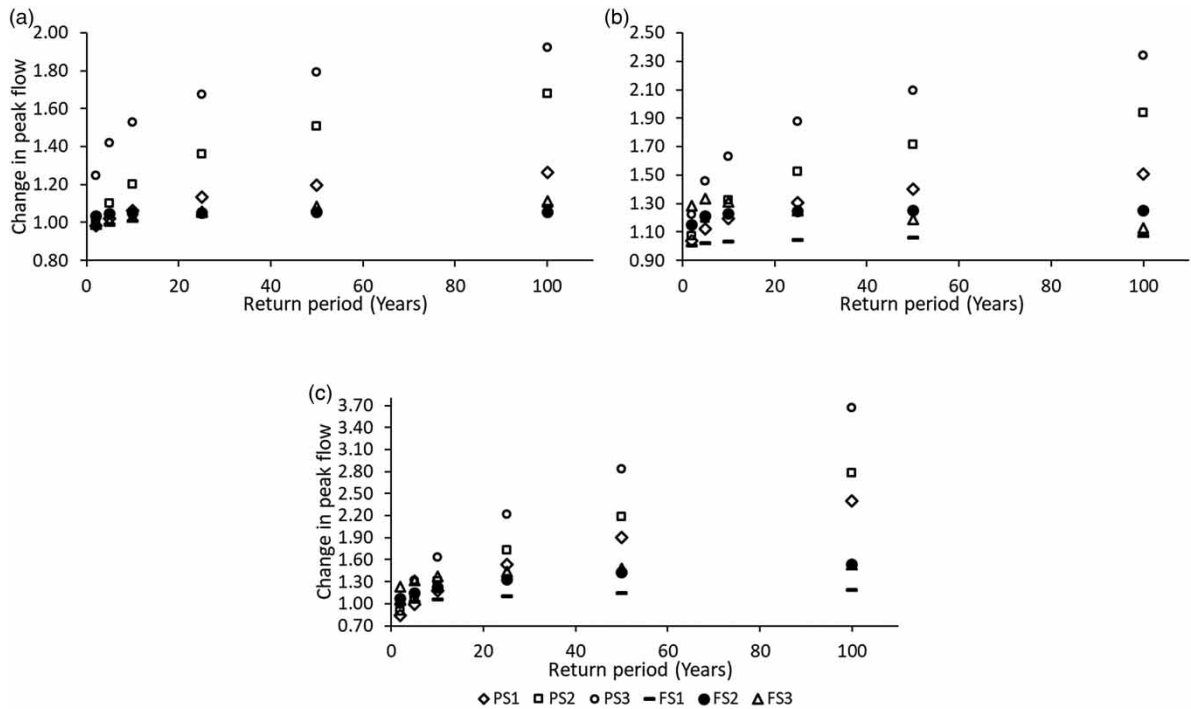 (a)
Change in peak flow
2.00
1.80
1.60
1.40
1.20
1.00
0.80
0 20 40 60 80 100
Return period (Years)
(b)
2.50
2.30
2.10
1.90
1.70
1.50
1.30
1.10
0.90
0 20 40 60 80 100
Return period (Years)
(c)
Change in peak flow
3.70
3.40
3.10
2.80
2.50
2.20
1.90
1.60
1.30
1.00
0.70
0 20 40 60 80 100
Return period (Years)
PS1 PS2 PS3 FS1 FS2 FS3